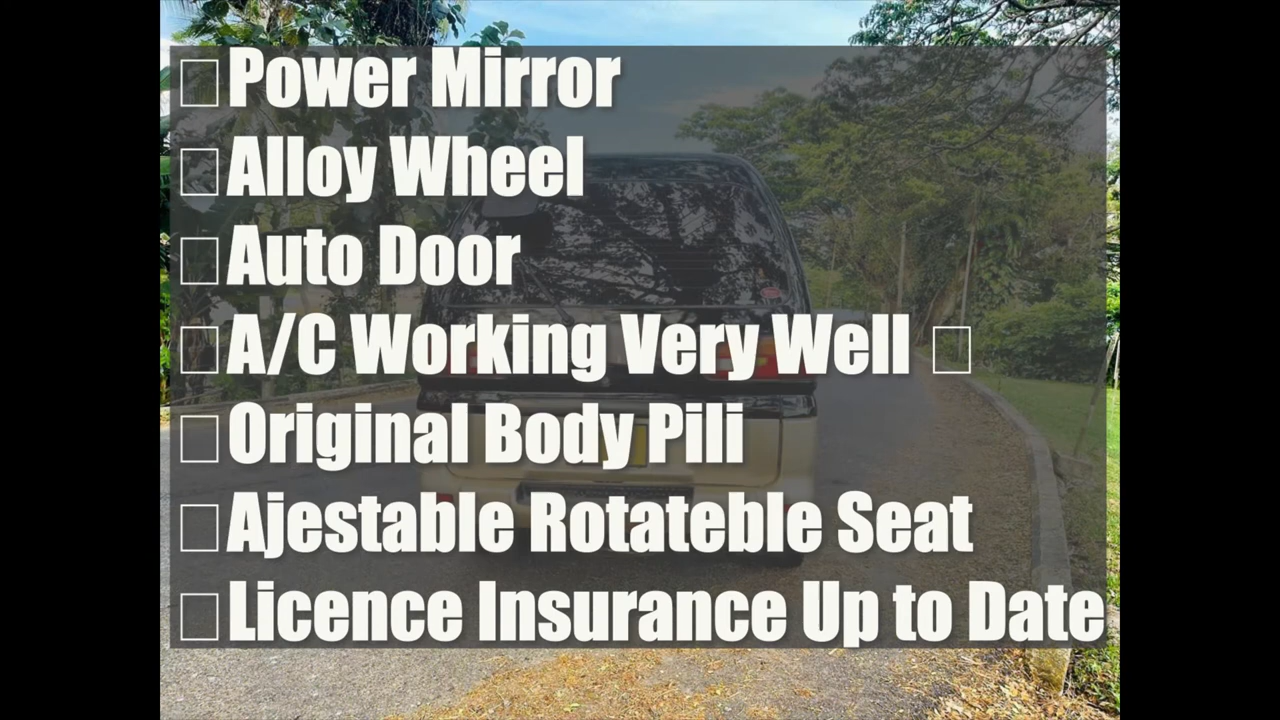 □Power Mirror
□Alloy Wheel
□Auto Door
□A/C Working Very Well □
□Original Body Pili
□Ajestable Rotateble Seat
□Licence Insurance Up to Date